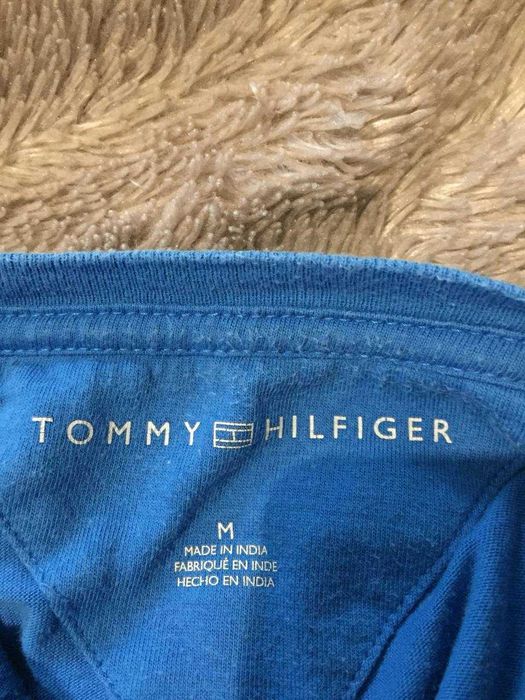 TOMMY HILFIGER
M
MADE IN INDIA
FABRIQUÉ EN INDE
HECHO EN INDIA